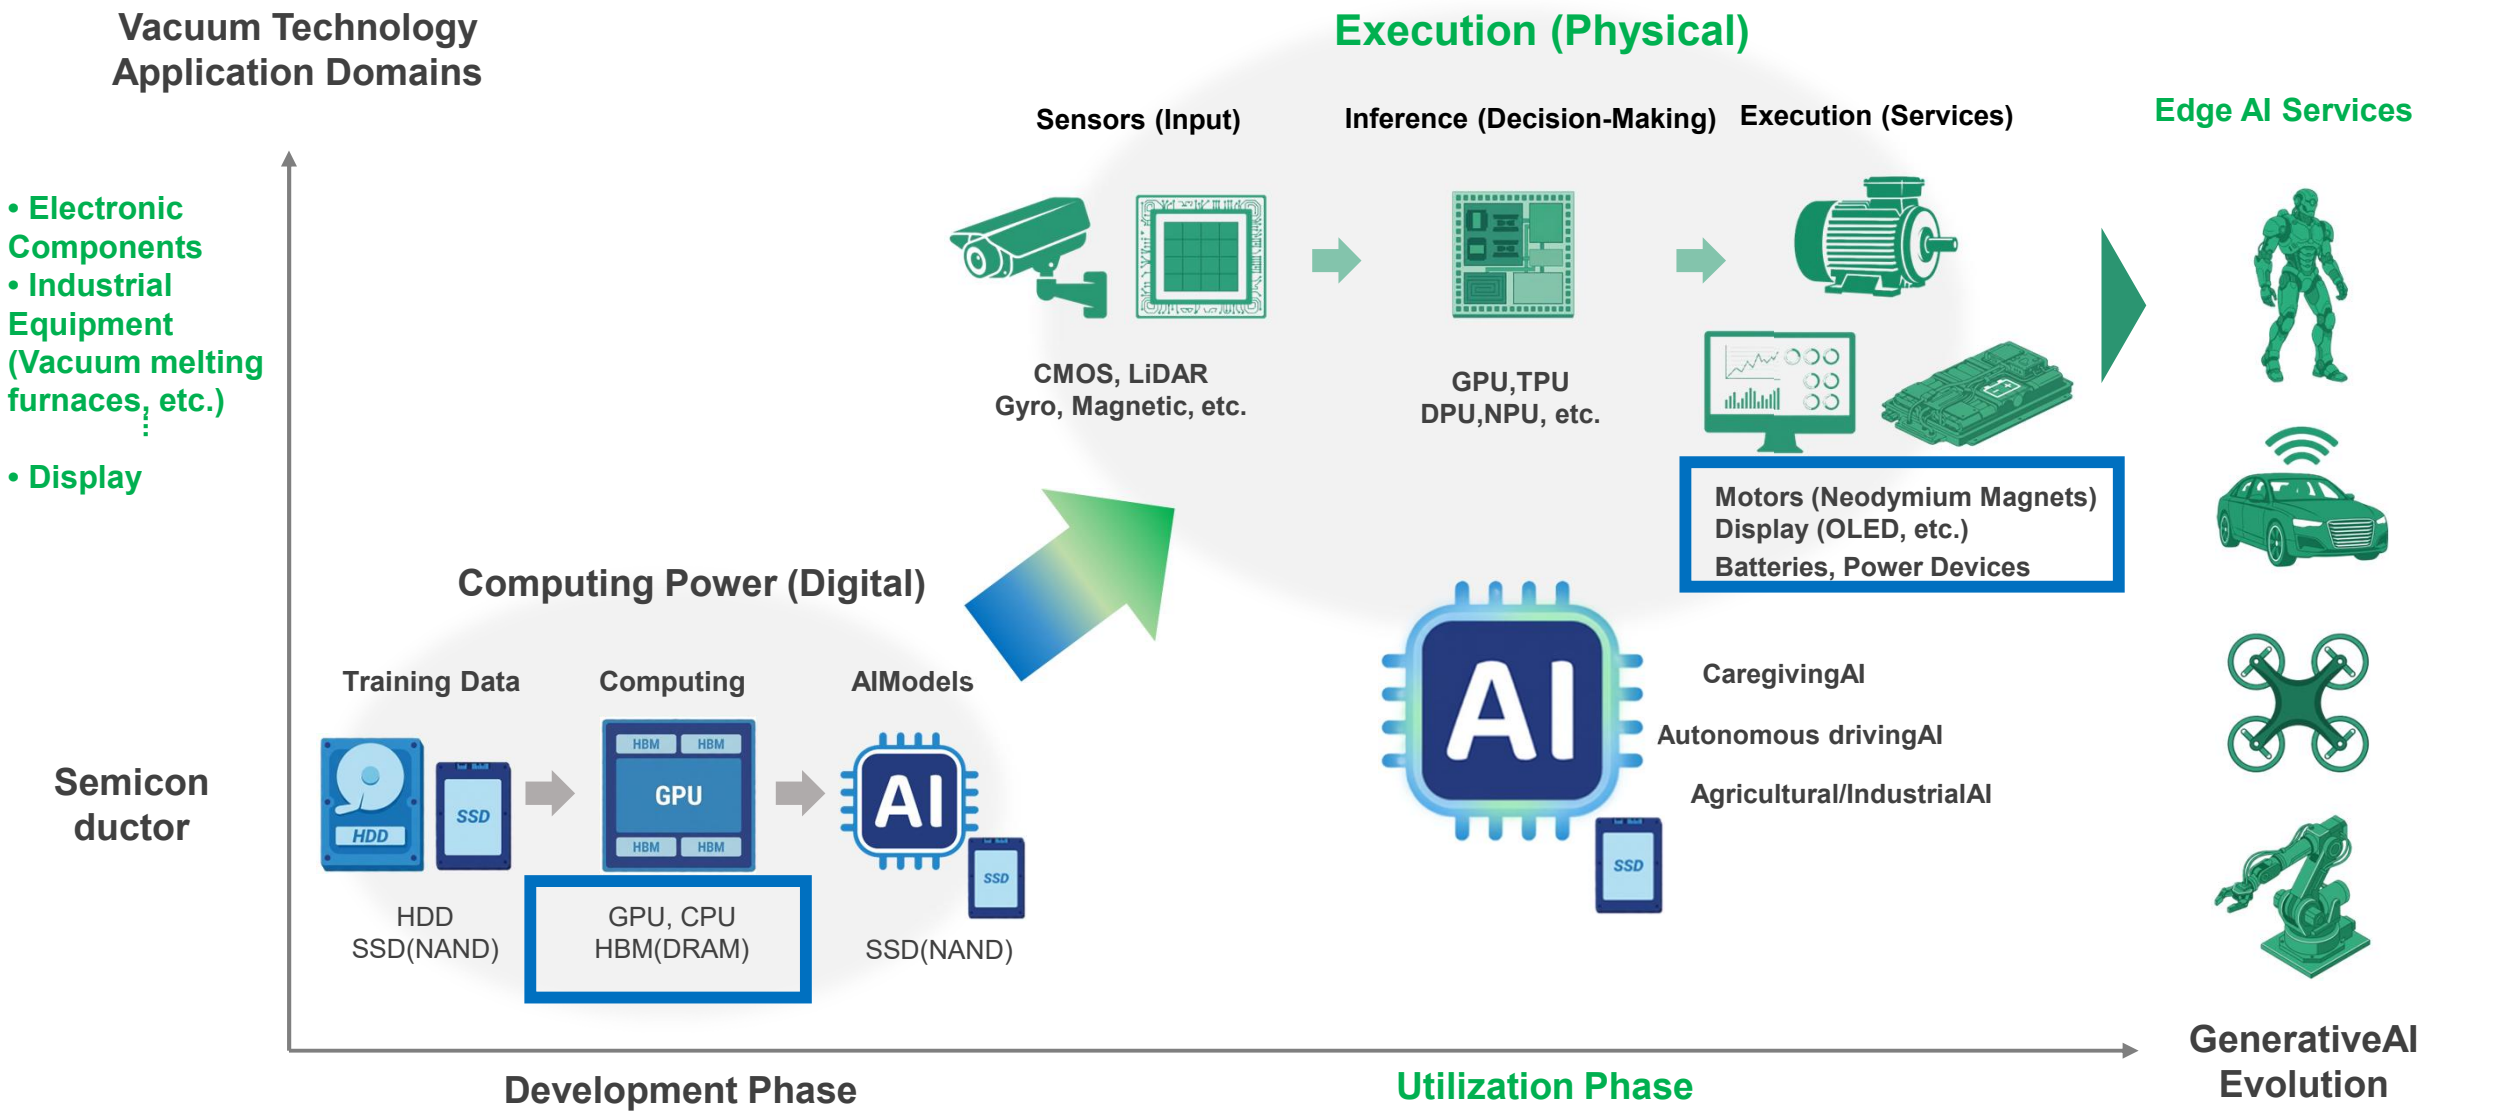 Vacuum Technology
Application Domains
Execution (Physical)
Sensors (Input)
Inference (Decision-Making)
Execution (Services)
Edge AI Services
• Electronic
Components
• Industrial
Equipment
(Vacuum melting
furnaces, etc.)
• Display
CMOS, LiDAR
Gyro, Magnetic, etc.
GPU,TPU
DPU,NPU, etc.
Motors (Neodymium Magnets)
Display (OLED, etc.)
Batteries, Power Devices
Computing Power (Digital)
Training Data
Computing
AIModels
HDD
SSD
HBM
HBM
GPU
HBM
HBM
AI
SSD
HDD
SSD(NAND)
GPU, CPU
HBM(DRAM)
SSD(NAND)
AI
SSD
CaregivingAI
Autonomous drivingAI
Agricultural/IndustrialAI
Semicon
ductor
Development Phase
Utilization Phase
GenerativeAI
Evolution